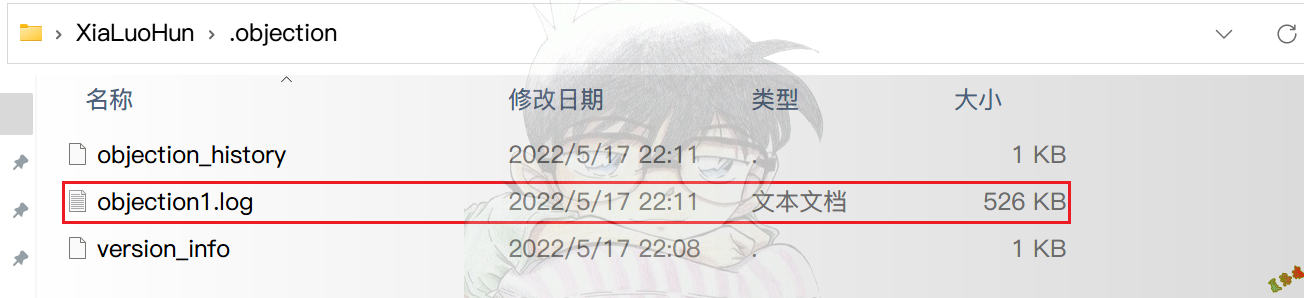 XiaLuoHun › .objection
名称 修改日期 类型 大小
objection_history 2022/5/17 22:11 . 1 KB
objection1.log 2022/5/17 22:11 文本文档 526 KB
version_info 2022/5/17 22:08 . 1 KB